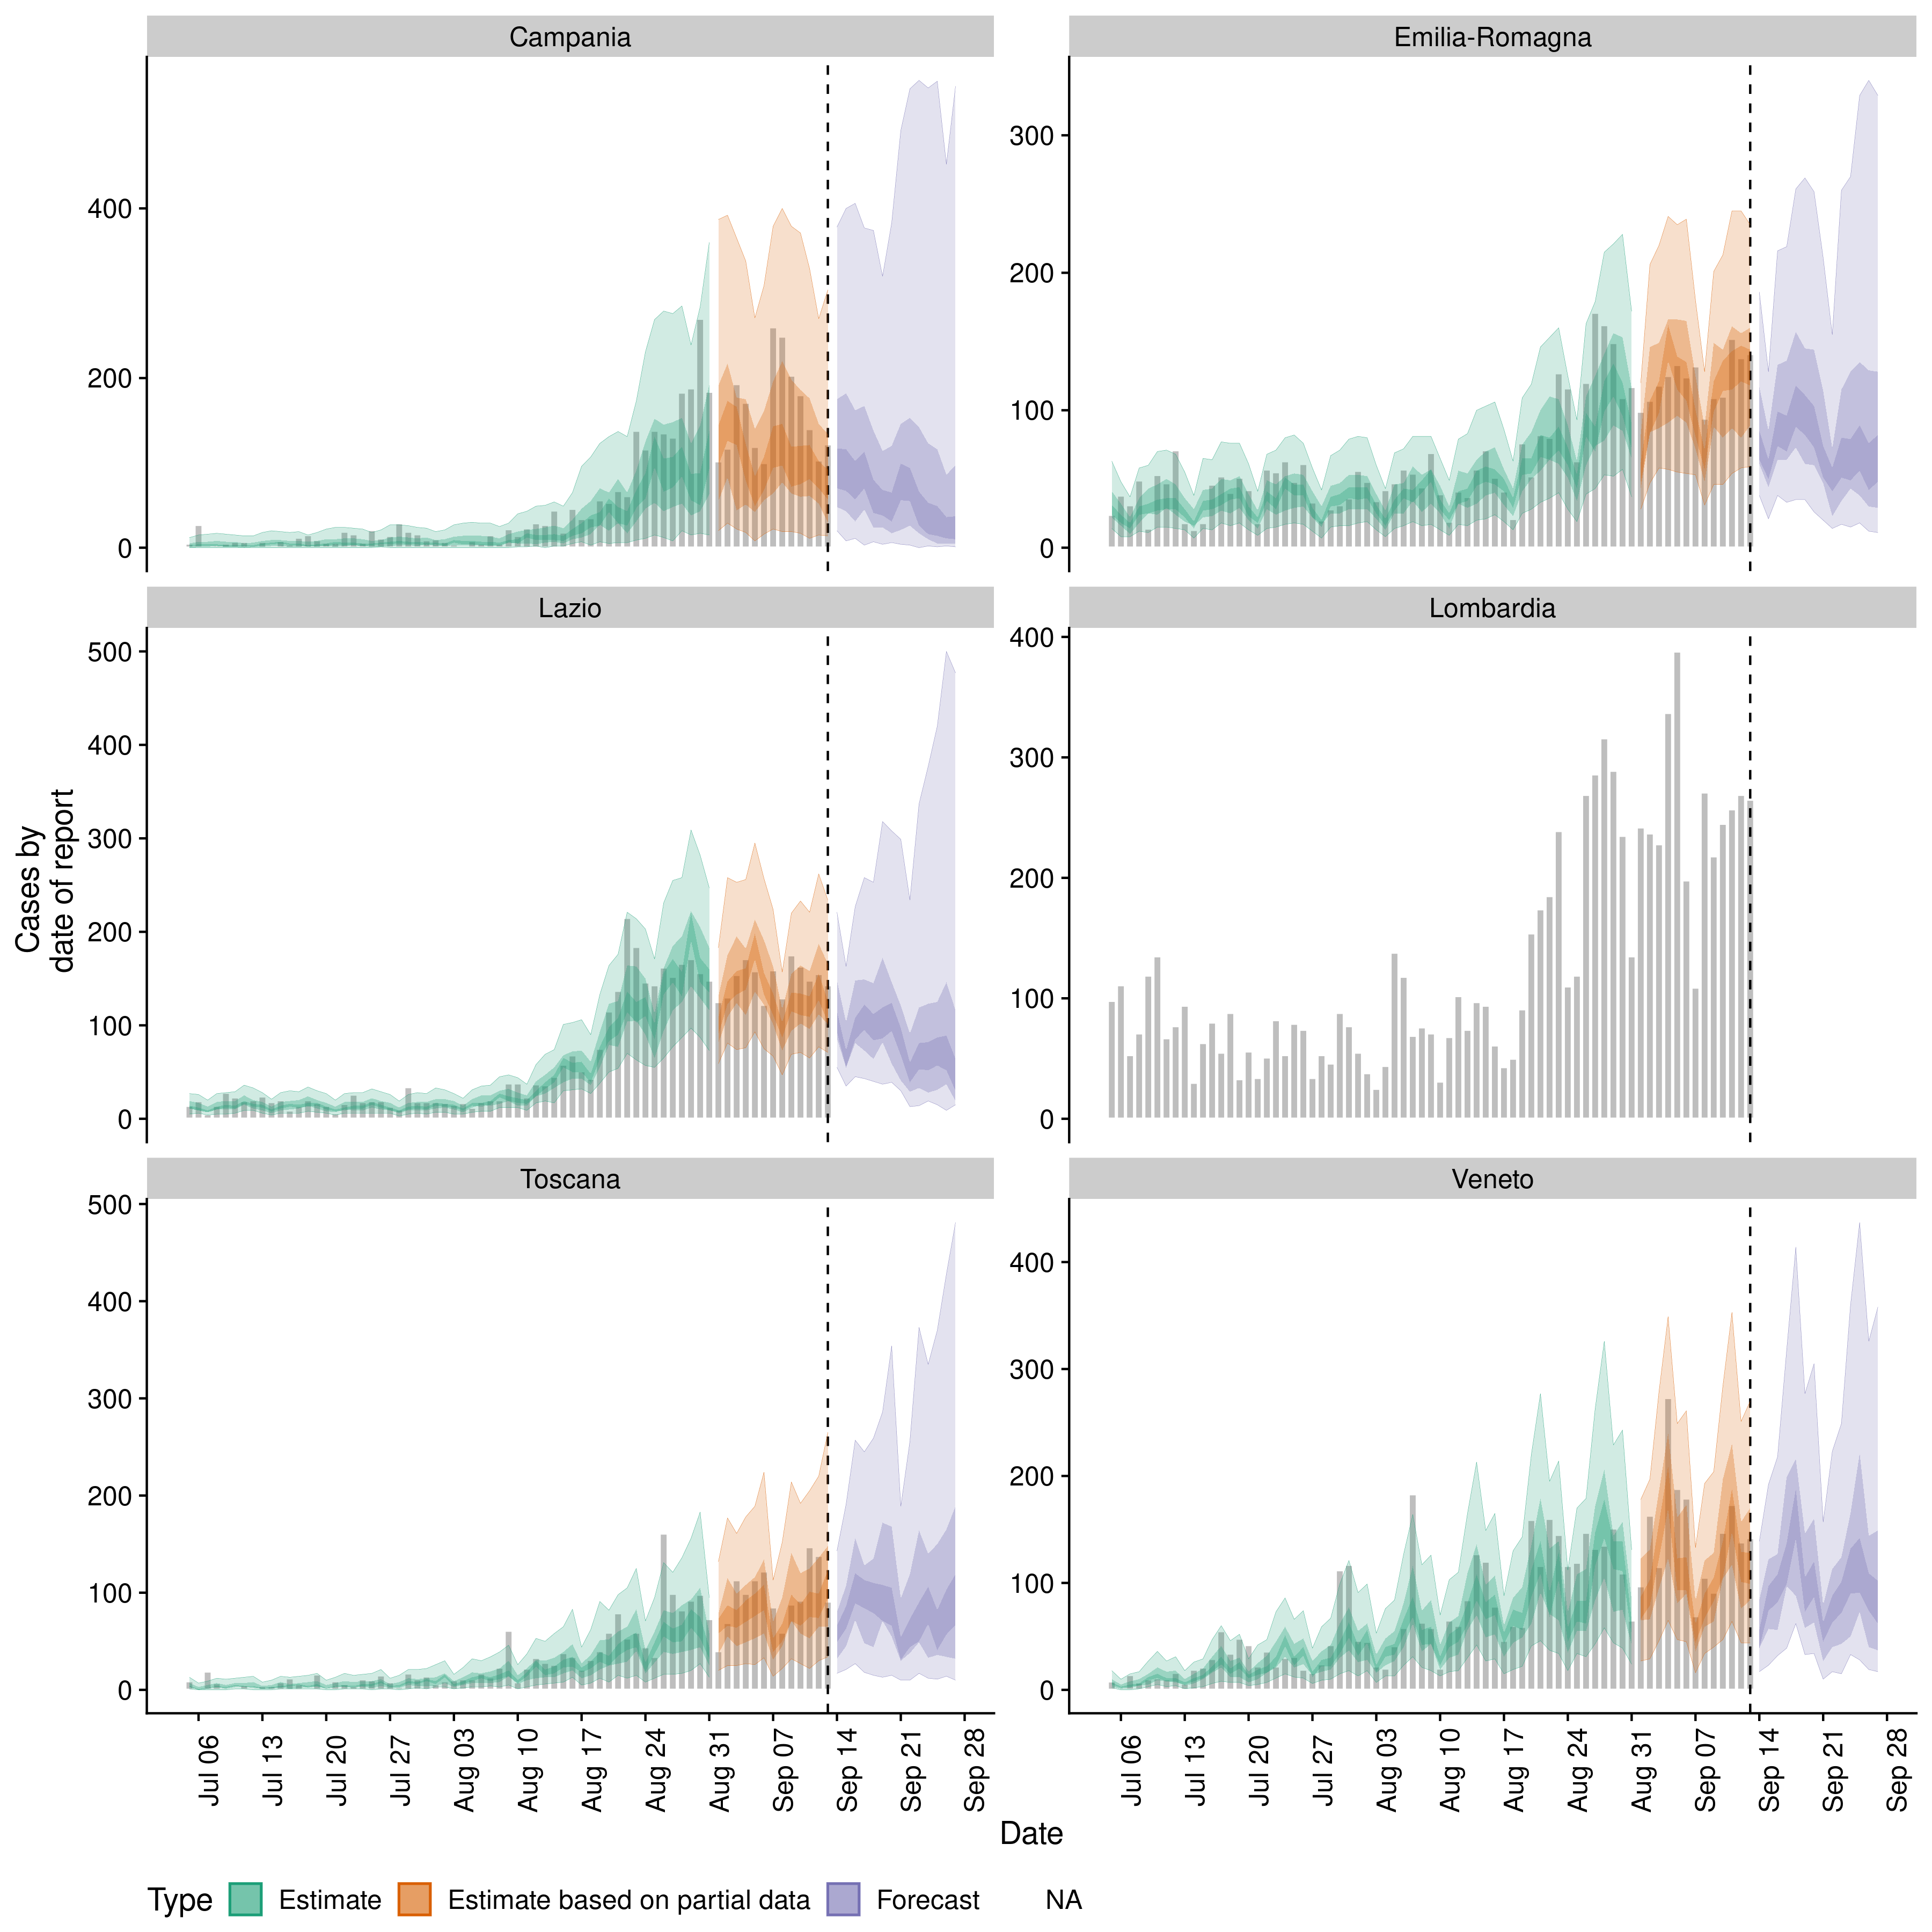 Campania
Emilia-Romagna
400
200
0
300
200
100
0
Lazio
Lombardia
500
400
300
200
100
0
400
300
200
100
0
Cases by
date of report
Toscana
Veneto
500
400
300
200
100
0
400
300
200
100
0
Jul 06
Jul 13
Jul 20
Jul 27
Aug 03
Aug 10
Aug 17
Aug 24
Aug 31
Sep 07
Sep 14
Sep 21
Sep 28
Jul 06
Jul 13
Jul 20
Jul 27
Aug 03
Aug 10
Aug 17
Aug 24
Aug 31
Sep 07
Sep 14
Sep 21
Sep 28
Date
Type Estimate Estimate based on partial data Forecast NA